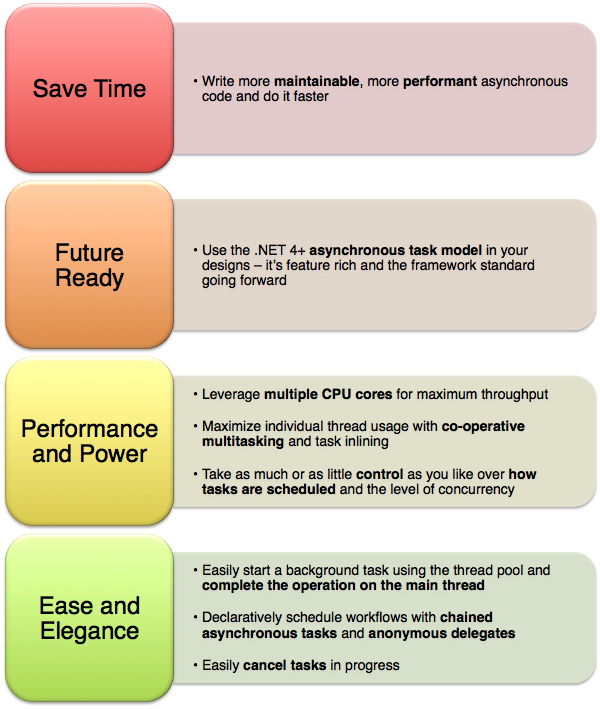 Save Time
• Write more maintainable, more performant asynchronous
code and do it faster
Future
Ready
• Use the .NET 4+ asynchronous task model in your
designs – it’s feature rich and the framework standard
going forward
Performance
and Power
• Leverage multiple CPU cores for maximum throughput
• Maximize individual thread usage with co-operative
multitasking and task inlining
• Take as much or as little control as you like over how
tasks are scheduled and the level of concurrency
Ease and
Elegance
• Easily start a background task using the thread pool and
complete the operation on the main thread
• Declaratively schedule workflows with chained
asynchronous tasks and anonymous delegates
• Easily cancel tasks in progress